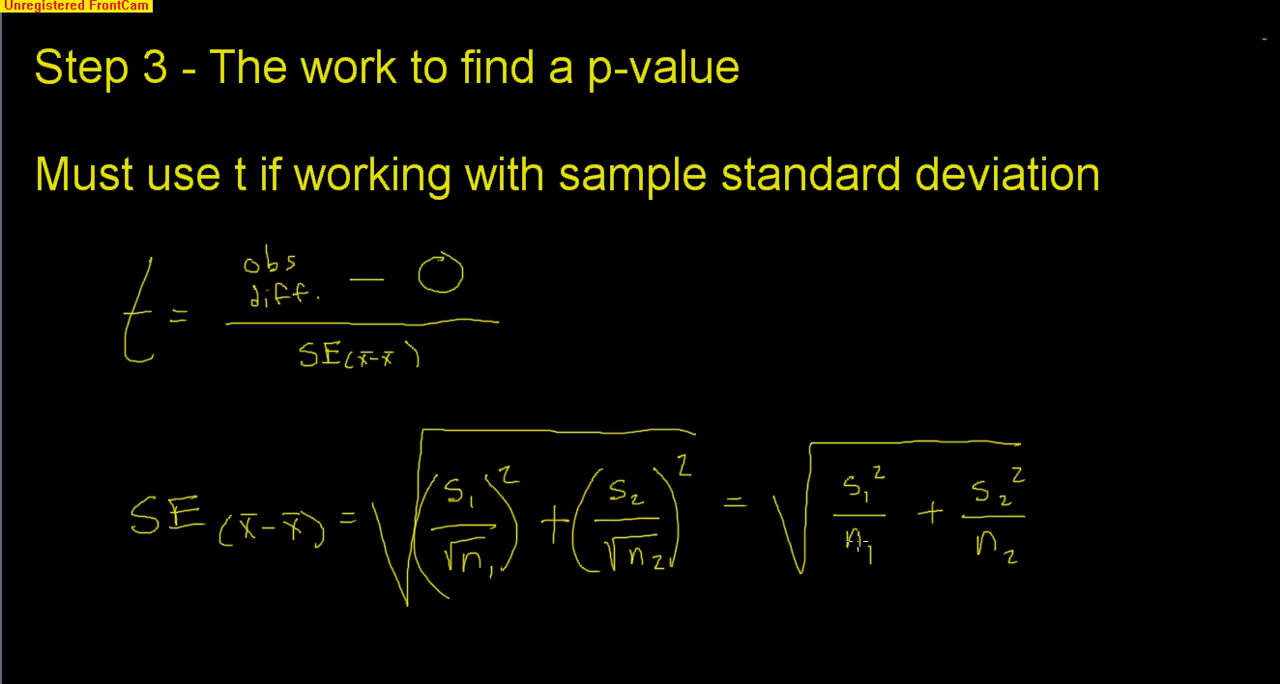 Unregistered FrontCam
Step 3 - The work to find a p-value
Must use t if working with sample standard deviation
t = (obs diff. - 0) / SE(x̄-x̄)
SE(x̄-x̄) = √((s₁/√n₁)² + (s₂/√n₂)²) = √(s₁²/n₁ + s₂²/n₂)